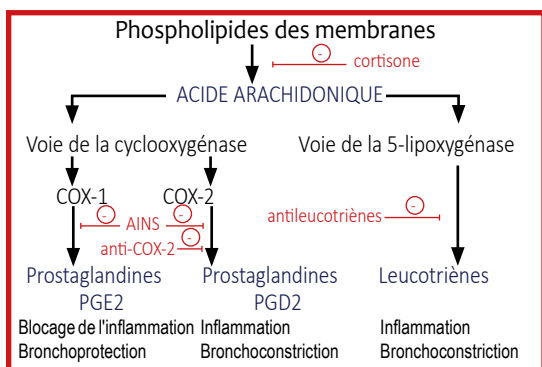 Phospholipides des membranes
-
cortisone
ACIDE ARACHIDONIQUE
Voie de la cyclooxygénase
Voie de la 5-lipoxygénase
COX-1
COX-2
- AINS -
antileucotriènes -
anti-COX-2 -
Prostaglandines
PGE2
Prostaglandines
PGD2
Leucotriènes
Blocage de l'inflammation
Bronchoprotection
Inflammation
Bronchoconstriction
Inflammation
Bronchoconstriction